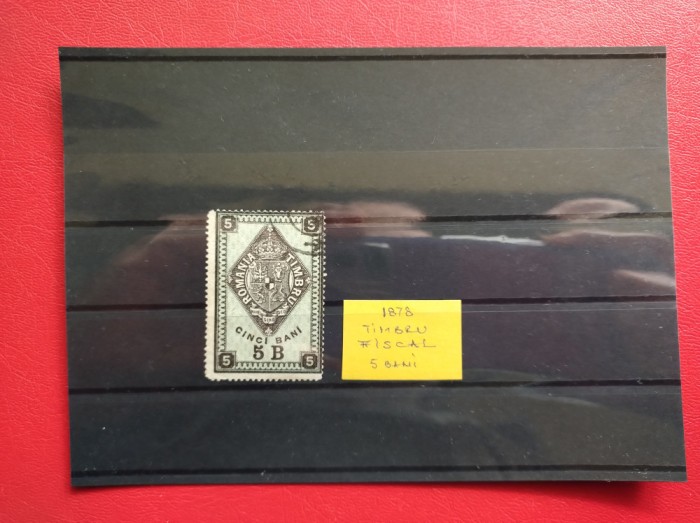 5 5
ROMANIA TIMBRU
CINCI BANI
5 B
5 5
1878
TIMBRU
FISCAL
5 BANI